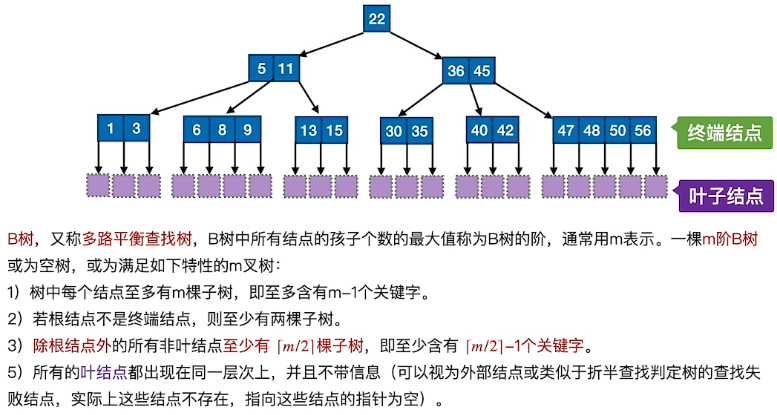 22
5 11
36 45
1 3
6 8 9
13 15
30 35
40 42
47 48 50 56
终端结点
叶子结点
B树，又称多路平衡查找树，B树中所有结点的孩子个数的最大值称为B树的阶，通常用m表示。一棵m阶B树
或为空树，或为满足如下特性的m叉树：
1）树中每个结点至多有m棵子树，即至多含有m-1个关键字。
2）若根结点不是终端结点，则至少有两棵子树。
3）除根结点外的所有非叶结点至少有 ⌈m/2⌉棵子树，即至少含有 ⌈m/2⌉-1个关键字。
5）所有的叶结点都出现在同一层次上，并且不带信息（可以视为外部结点或类似于折半查找判定树的查找失
败结点，实际上这些结点不存在，指向这些结点的指针为空）。